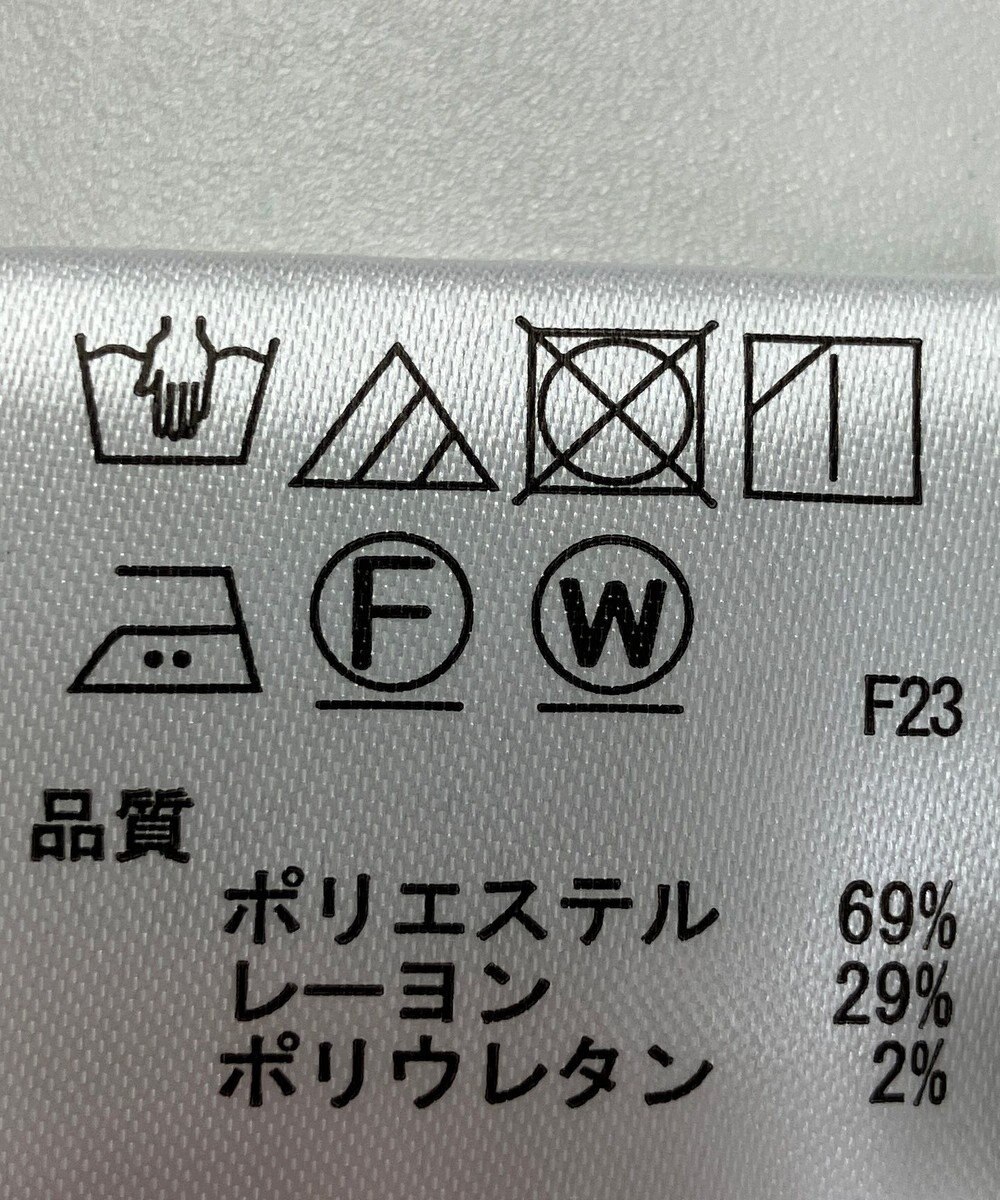 F W
F23
品質
ポリエステル 69%
レーヨン 29%
ポリウレタン 2%